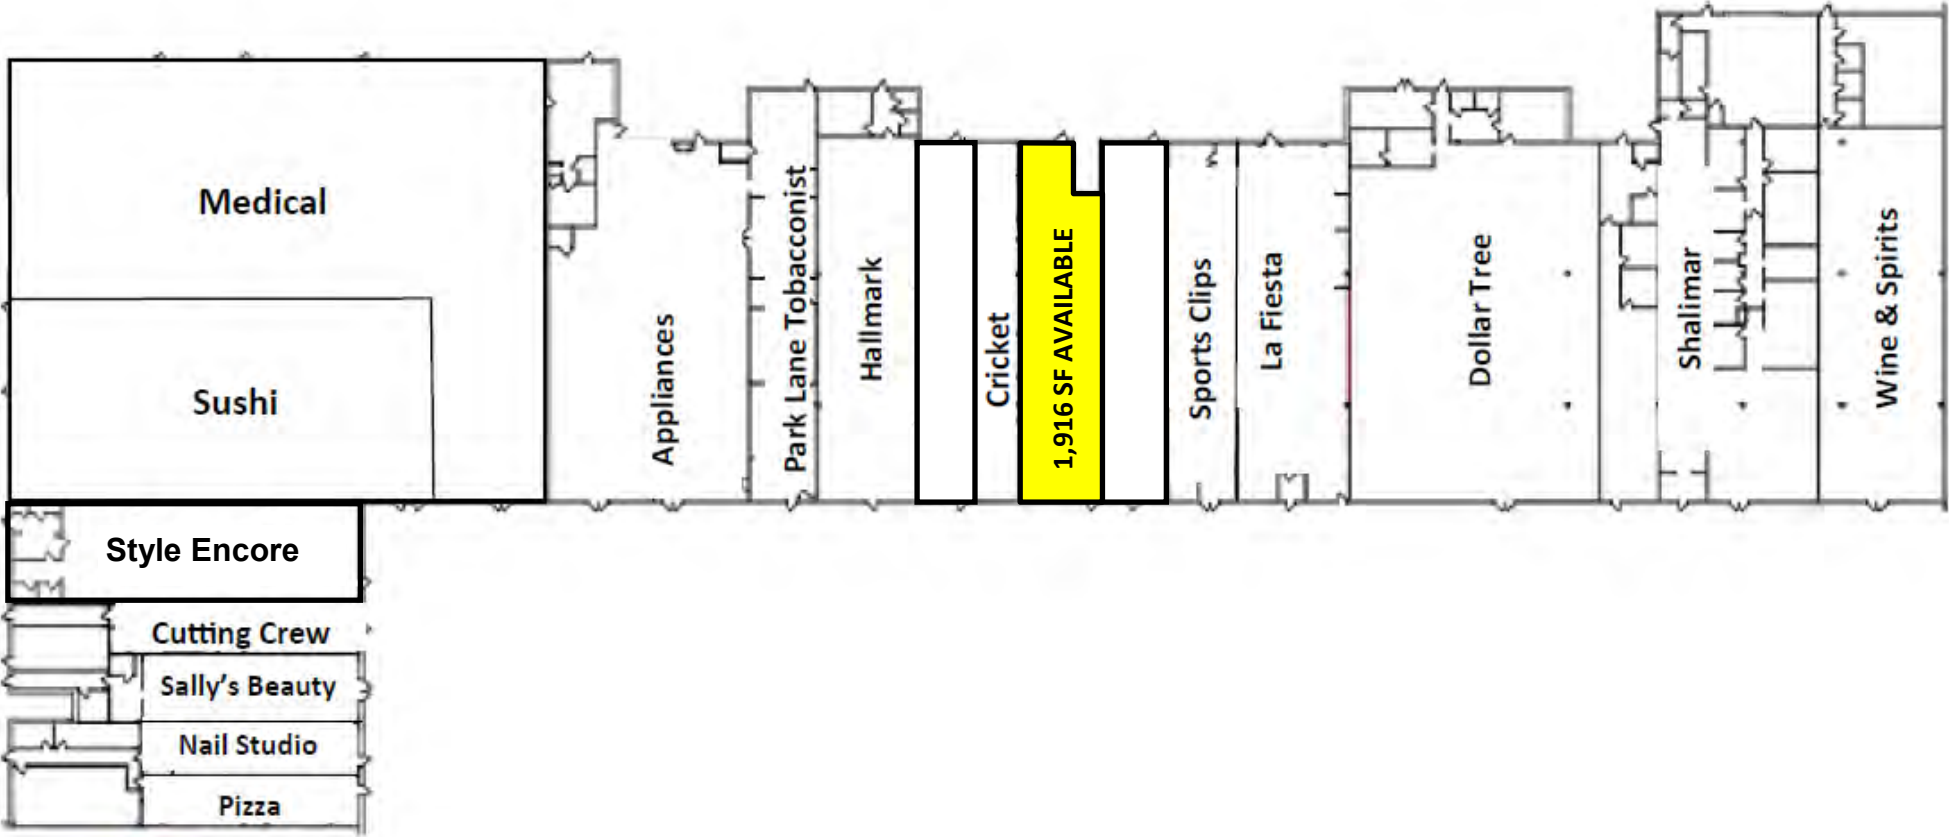 Medical
Sushi
Appliances
Park Lane Tobacconist
Hallmark
Cricket
1,916 SF AVAILABLE
Sports Clips
La Fiesta
Dollar Tree
Shalimar
Wine & Spirits
Style Encore
Cutting Crew
Sally’s Beauty
Nail Studio
Pizza